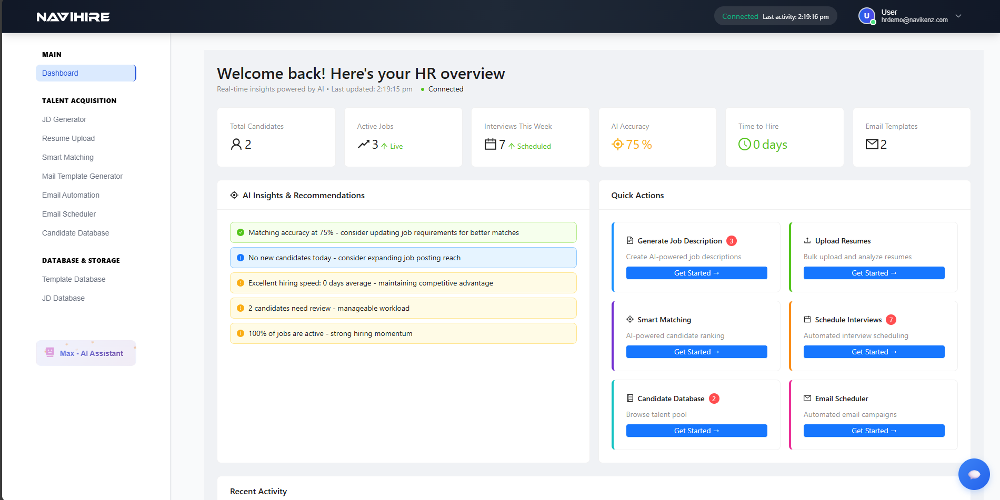 NAVIHIRE
Connected Last activity: 2:19:16 pm
U
User
hrdemo@navikenz.com
MAIN
Dashboard
TALENT ACQUISITION
JD Generator
Resume Upload
Smart Matching
Mail Template Generator
Email Automation
Email Scheduler
Candidate Database
DATABASE & STORAGE
Template Database
JD Database
Max - AI Assistant
Welcome back! Here's your HR overview
Real-time insights powered by AI • Last updated: 2:19:15 pm Connected
Total Candidates
2
Active Jobs
3 Live
Interviews This Week
7 Scheduled
AI Accuracy
75 %
Time to Hire
0 days
Email Templates
2
AI Insights & Recommendations
Matching accuracy at 75% - consider updating job requirements for better matches
No new candidates today - consider expanding job posting reach
Excellent hiring speed: 0 days average - maintaining competitive advantage
2 candidates need review - manageable workload
100% of jobs are active - strong hiring momentum
Quick Actions
Generate Job Description 3
Create AI-powered job descriptions
Get Started →
Upload Resumes
Bulk upload and analyze resumes
Get Started →
Smart Matching
AI-powered candidate ranking
Get Started →
Schedule Interviews 7
Automated interview scheduling
Get Started →
Candidate Database 2
Browse talent pool
Get Started →
Email Scheduler
Automated email campaigns
Get Started →
Recent Activity